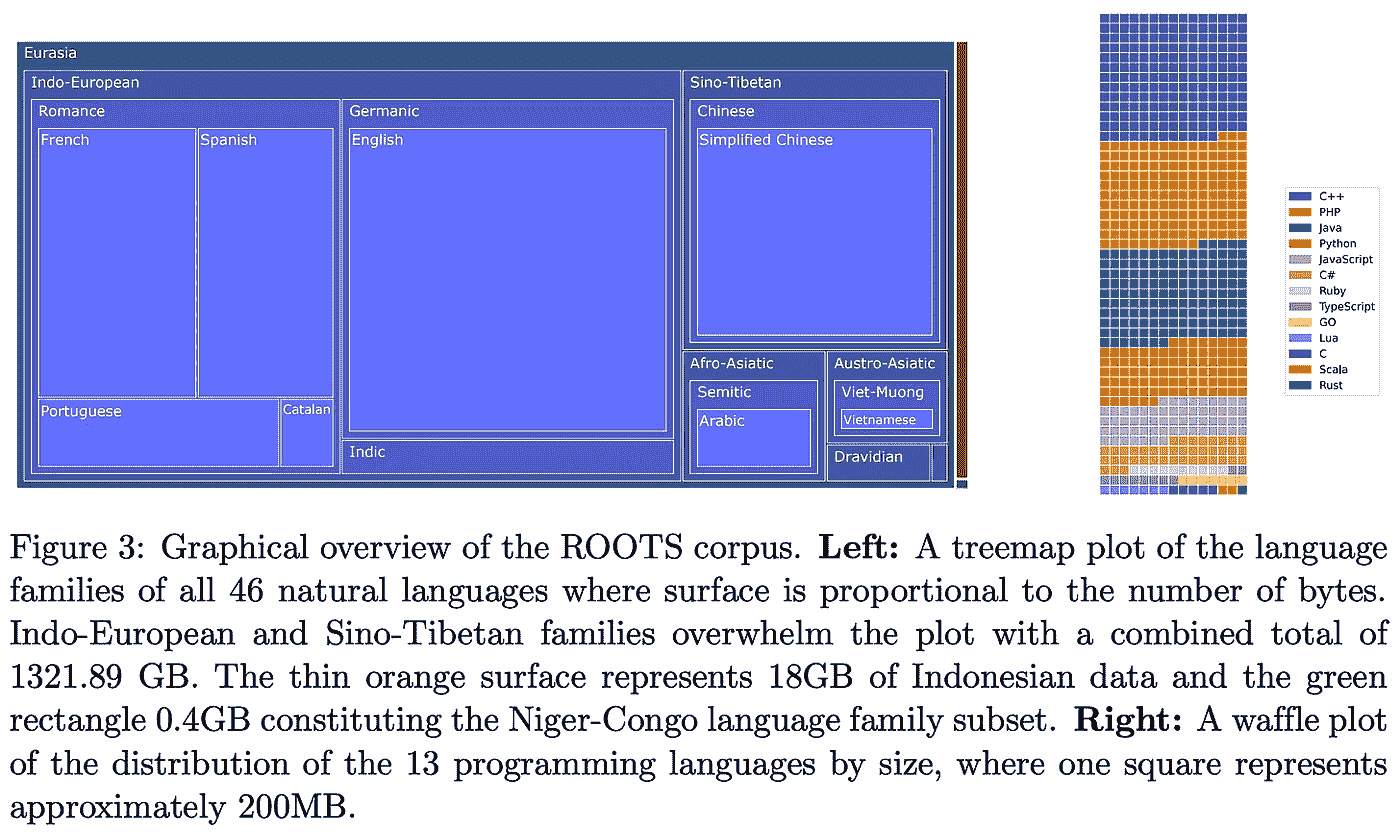 Eurasia
Indo-European
Romance
French
Spanish
Portuguese
Catalan
Germanic
English
Indic
Sino-Tibetan
Chinese
Simplified Chinese
Afro-Asiatic
Semitic
Arabic
Austro-Asiatic
Viet-Muong
Vietnamese
Dravidian
C++
PHP
Java
Python
JavaScript
C#
Ruby
TypeScript
GO
Lua
C
Scala
Rust
Figure 3: Graphical overview of the ROOTS corpus. Left: A treemap plot of the language
families of all 46 natural languages where surface is proportional to the number of bytes.
Indo-European and Sino-Tibetan families overwhelm the plot with a combined total of
1321.89 GB. The thin orange surface represents 18GB of Indonesian data and the green
rectangle 0.4GB constituting the Niger-Congo language family subset. Right: A waffle plot
of the distribution of the 13 programming languages by size, where one square represents
approximately 200MB.